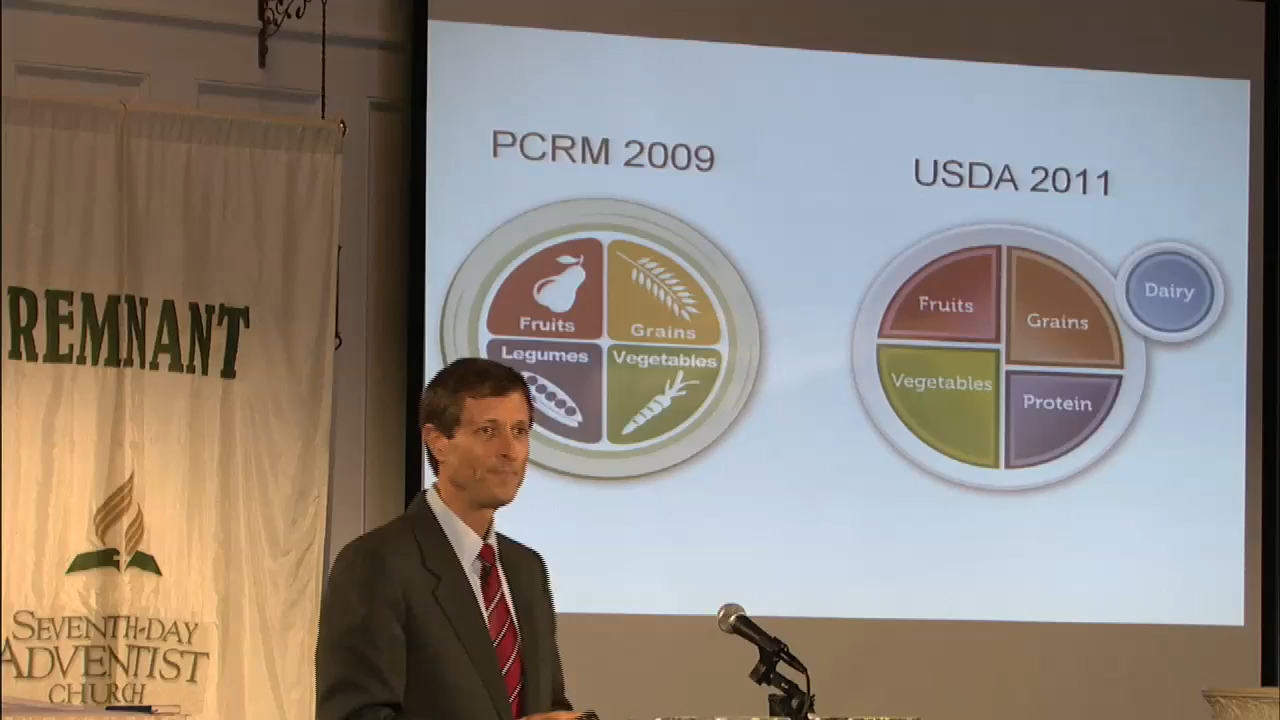 REMNANT
SEVENTH-DAY
ADVENTIST
CHURCH
PCRM 2009
Fruits
Grains
Legumes
Vegetables
USDA 2011
Fruits
Grains
Dairy
Vegetables
Protein